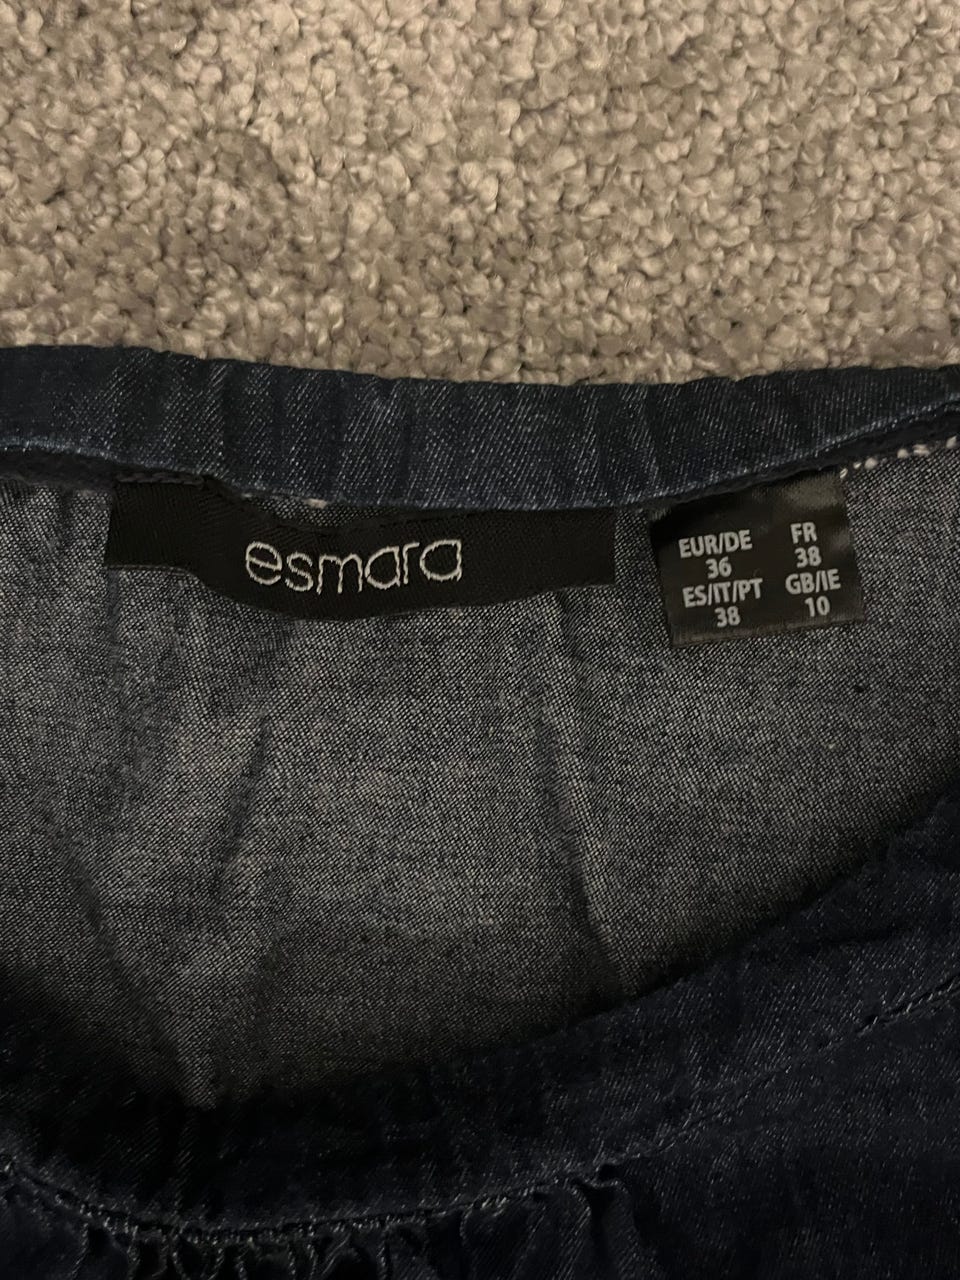 esmara
EUR/DE FR
36 38
ES/IT/PT GB/IE
38 10